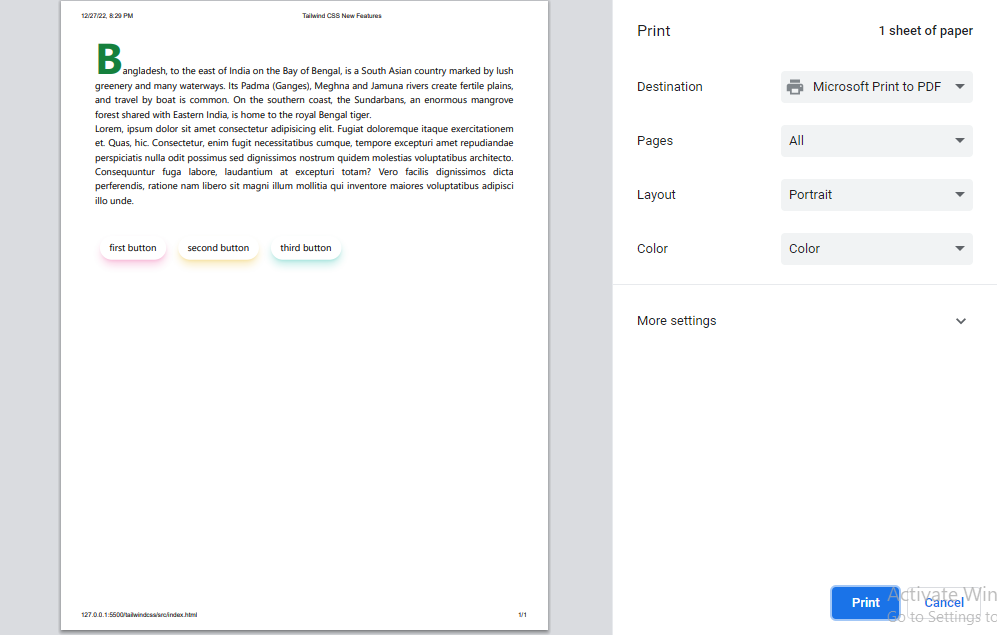 12/27/22, 8:29 PM
Tailwind CSS New Features
Bangladesh, to the east of India on the Bay of Bengal, is a South Asian country marked by lush
greenery and many waterways. Its Padma (Ganges), Meghna and Jamuna rivers create fertile plains,
and travel by boat is common. On the southern coast, the Sundarbans, an enormous mangrove
forest shared with Eastern India, is home to the royal Bengal tiger.
Lorem, ipsum dolor sit amet consectetur adipisicing elit. Fugiat doloremque itaque exercitationem
et. Quas, hic. Consectetur, enim fugit necessitatibus cumque, tempore excepturi amet repudiandae
perspiciatis nulla odit possimus sed dignissimos nostrum quidem molestias voluptatibus architecto.
Consequuntur fuga labore, laudantium at excepturi totam? Vero facilis dignissimos dicta
perferendis, ratione nam libero sit magni illum mollitia qui inventore maiores voluptatibus adipisci
illo unde.
first button second button third button
127.0.0.1:5500/tailwindcss/src/index.html
1/1
Print
1 sheet of paper
Destination
Microsoft Print to PDF
Pages
All
Layout
Portrait
Color
Color
More settings
Print
Cancel
Activate Win
Go to Settings to